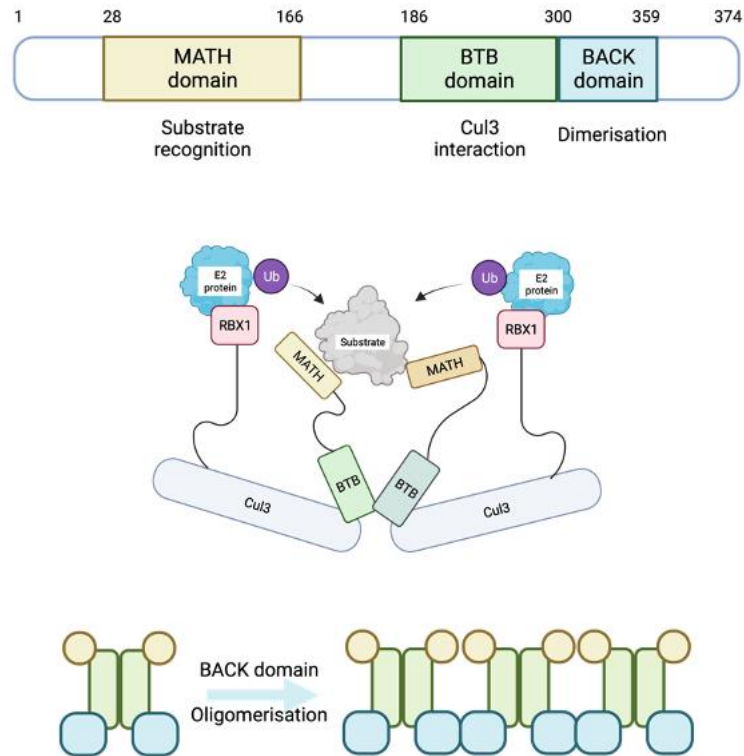 1 28 166 186 300 359 374
MATH
domain
BTB
domain
BACK
domain
Substrate
recognition
Cul3
interaction
Dimerisation
E2
protein
Ub
RBX1
Ub
E2
protein
RBX1
Substrate
MATH
MATH
BTB
BTB
Cul3
Cul3
BACK domain
Oligomerisation